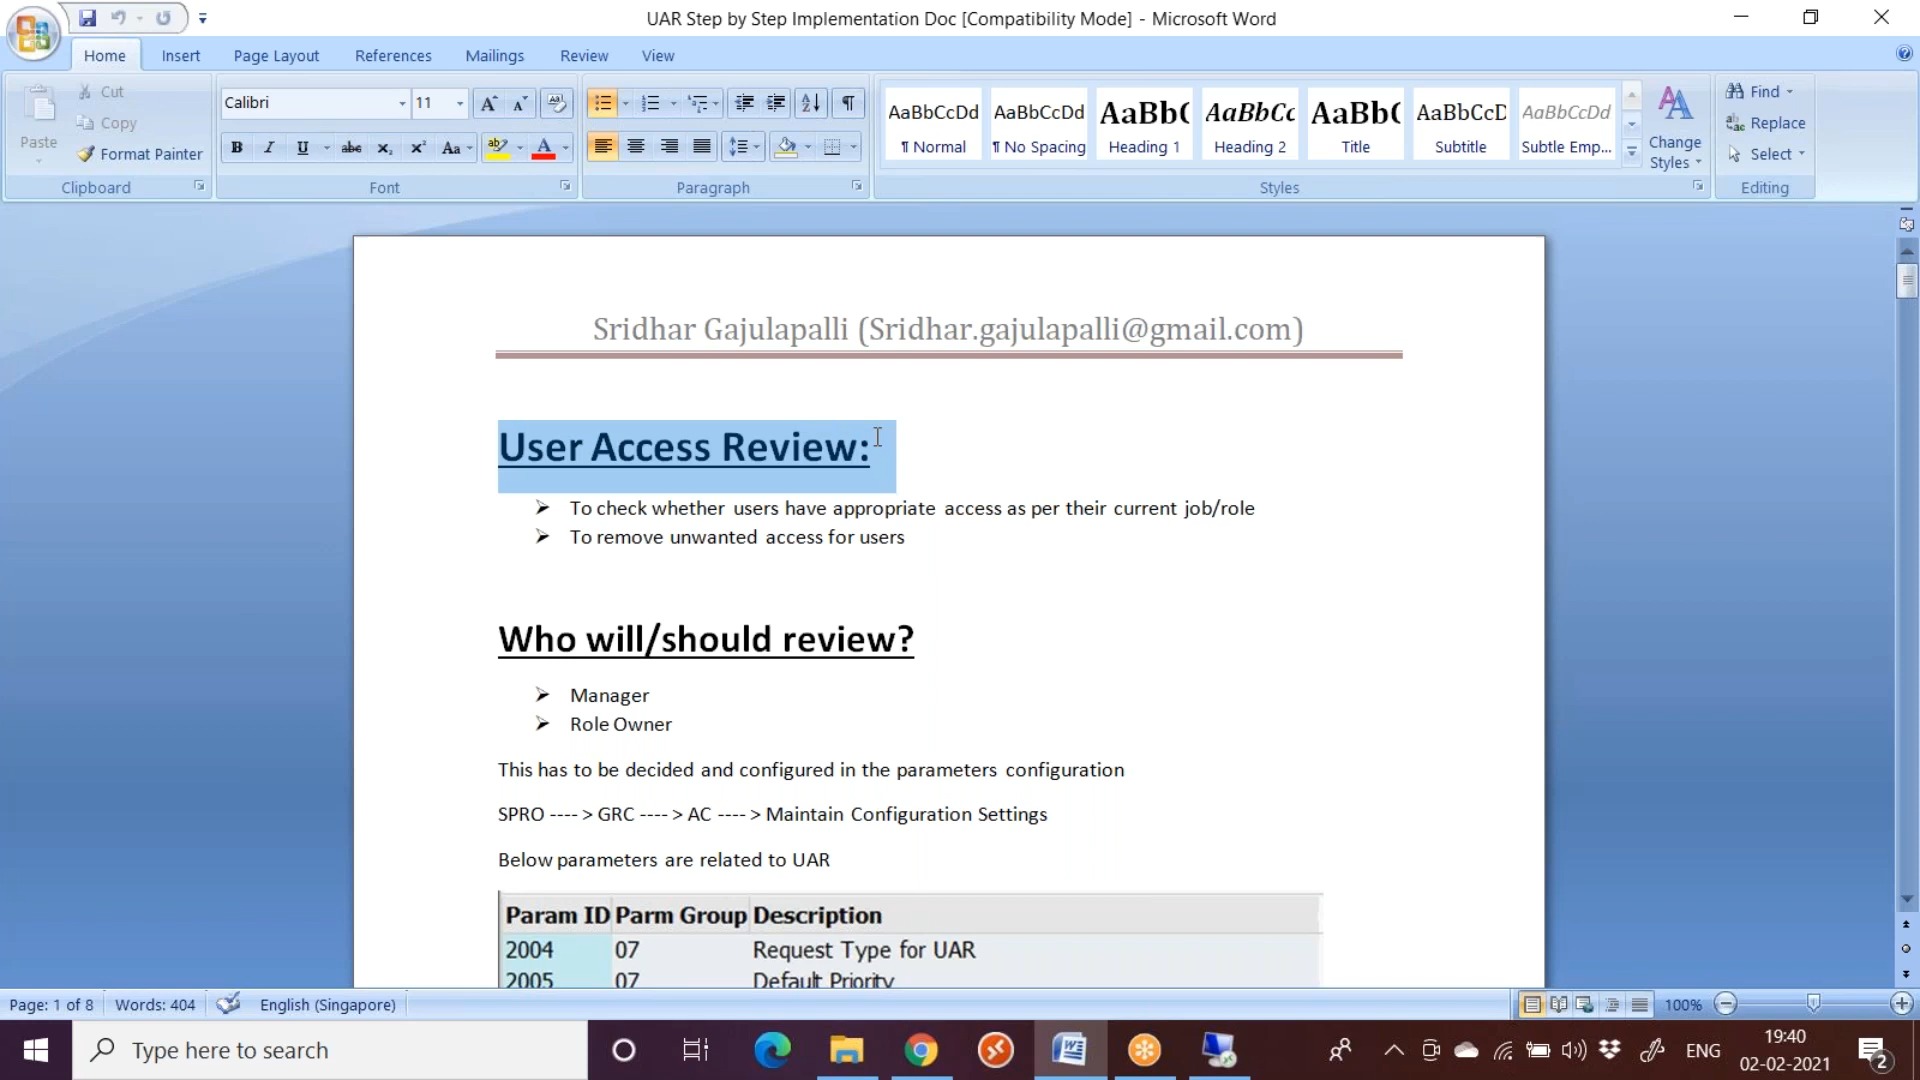 UAR Step by Step Implementation Doc [Compatibility Mode] - Microsoft Word
Home Insert Page Layout References Mailings Review View
Paste
Cut
Copy
Format Painter
Clipboard
Calibri 11
Font
Paragraph
AaBbCcDd AaBbCcDd AaBb( AaBbCc AaBb( AaBbCcD AaBbCcDd
¶ Normal ¶ No Spacing Heading 1 Heading 2 Title Subtitle Subtle Emp...
Change Styles
Styles
Find
Replace
Select
Editing
Sridhar Gajulapalli (Sridhar.gajulapalli@gmail.com)
User Access Review:
➢ To check whether users have appropriate access as per their current job/role
➢ To remove unwanted access for users
Who will/should review?
➢ Manager
➢ Role Owner
This has to be decided and configured in the parameters configuration
SPRO ---- > GRC ---- > AC ---- > Maintain Configuration Settings
Below parameters are related to UAR
Param ID Parm Group Description
2004 07 Request Type for UAR
2005 07 Default Priority
Page: 1 of 8 Words: 404 English (Singapore) 100%
Type here to search
ENG
19:40
02-02-2021
2